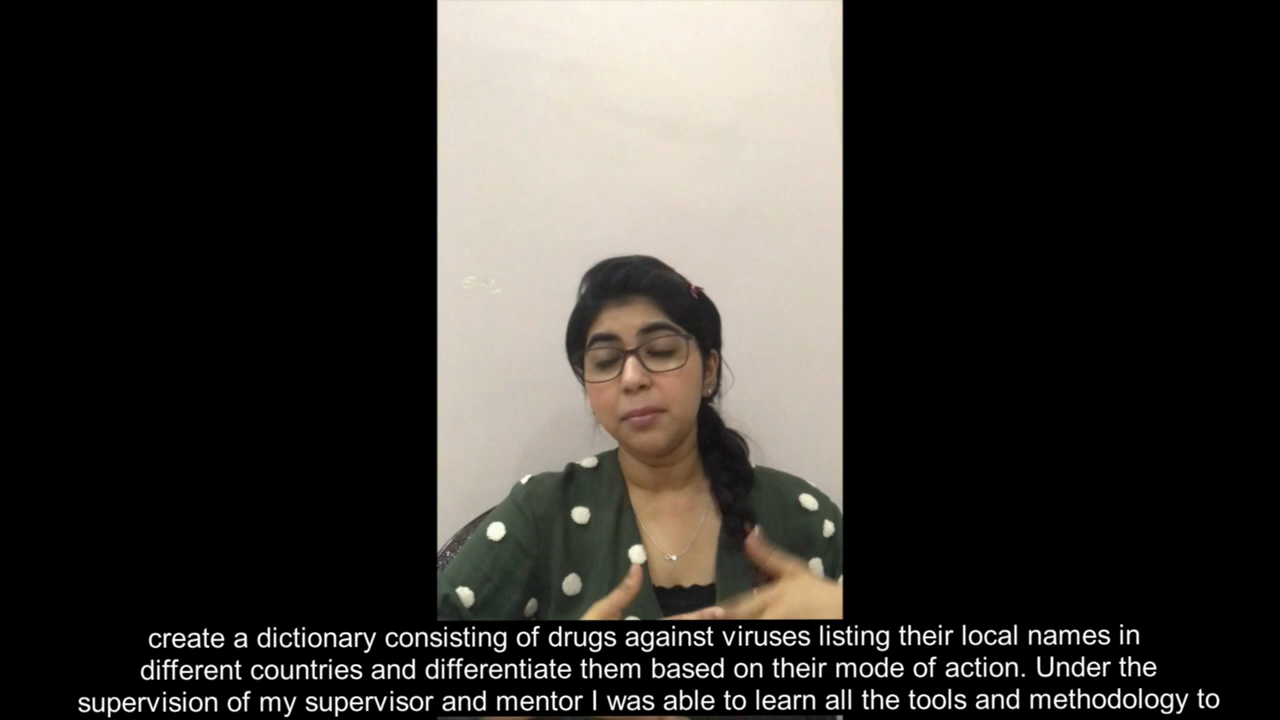 create a dictionary consisting of drugs against viruses listing their local names in
different countries and differentiate them based on their mode of action. Under the
supervision of my supervisor and mentor I was able to learn all the tools and methodology to